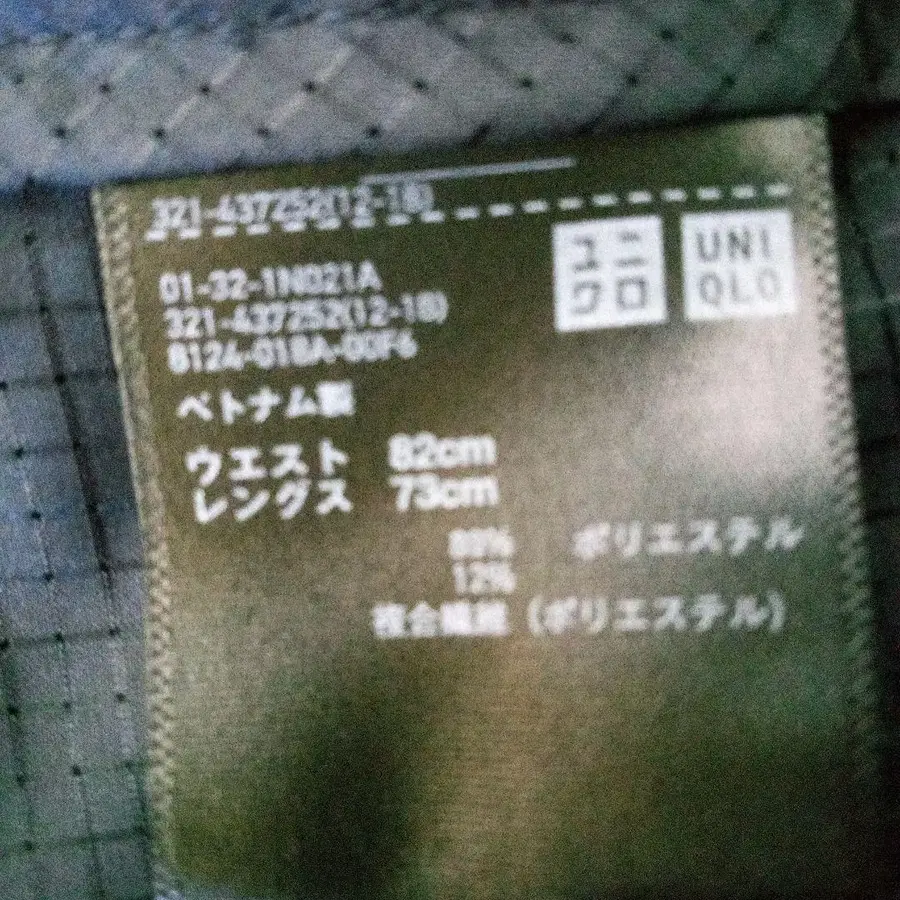 321-437252(12-18)
ユニ
クロ
UNI
QLO
01-32-1N021A
321-437252(12-18)
8124-018A-00F6
ベトナム製
ウエスト 82cm
レングス 73cm
88% ポリエステル
12%
複合繊維（ポリエステル）